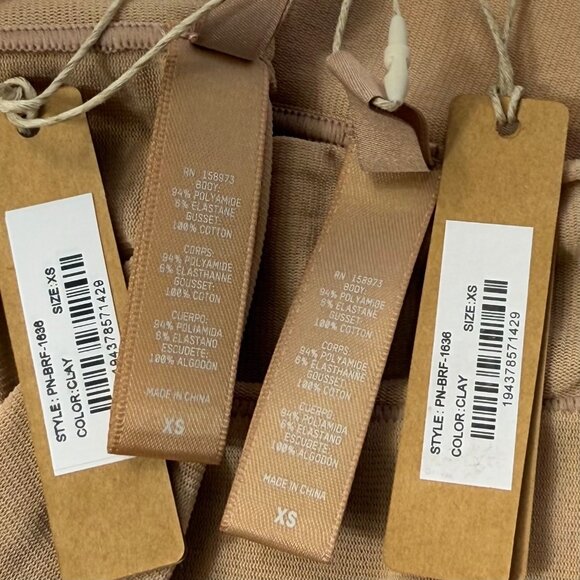 STYLE: PN-BRF-1636
COLOR:CLAY
SIZE:XS
194378571429
RN 158973
BODY:
94% POLYAMIDE
6% ELASTANE
GUSSET:
100% COTTON
CORPS:
94% POLYAMIDE
6% ELASTHANNE
GOUSSET:
100% COTON
CUERPO:
94% POLIAMIDA
6% ELASTANO
ESCUDETE:
100% ALGODÓN
MADE IN CHINA
XS
RN 158973
BODY:
94% POLYAMIDE
6% ELASTANE
GUSSET:
100% COTTON
CORPS:
94% POLYAMIDE
6% ELASTHANNE
GOUSSET:
100% COTON
CUERPO:
94% POLIAMIDA
6% ELASTANO
ESCUDETE:
100% ALGODÓN
MADE IN CHINA
XS
STYLE: PN-BRF-1636
COLOR:CLAY
SIZE:XS
194378571429